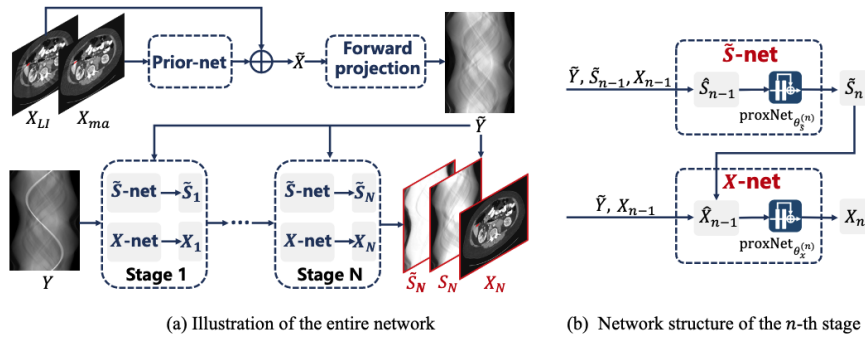 Prior-net
X̃
Forward projection
X_LI
X_ma
Ỹ
S̃-net
S̃_1
X-net
X_1
Stage 1
...
S̃-net
S̃_N
X-net
X_N
Stage N
Y
S̃_N
S_N
X_N
(a) Illustration of the entire network
S̃-net
Ỹ, S̃_{n−1}, X_{n−1}
Ŝ_{n−1}
proxNet_{θ_s̃^{(n)}}
S̃_n
X-net
Ỹ, X_{n−1}
X̂_{n−1}
proxNet_{θ_x^{(n)}}
X_n
(b) Network structure of the n-th stage